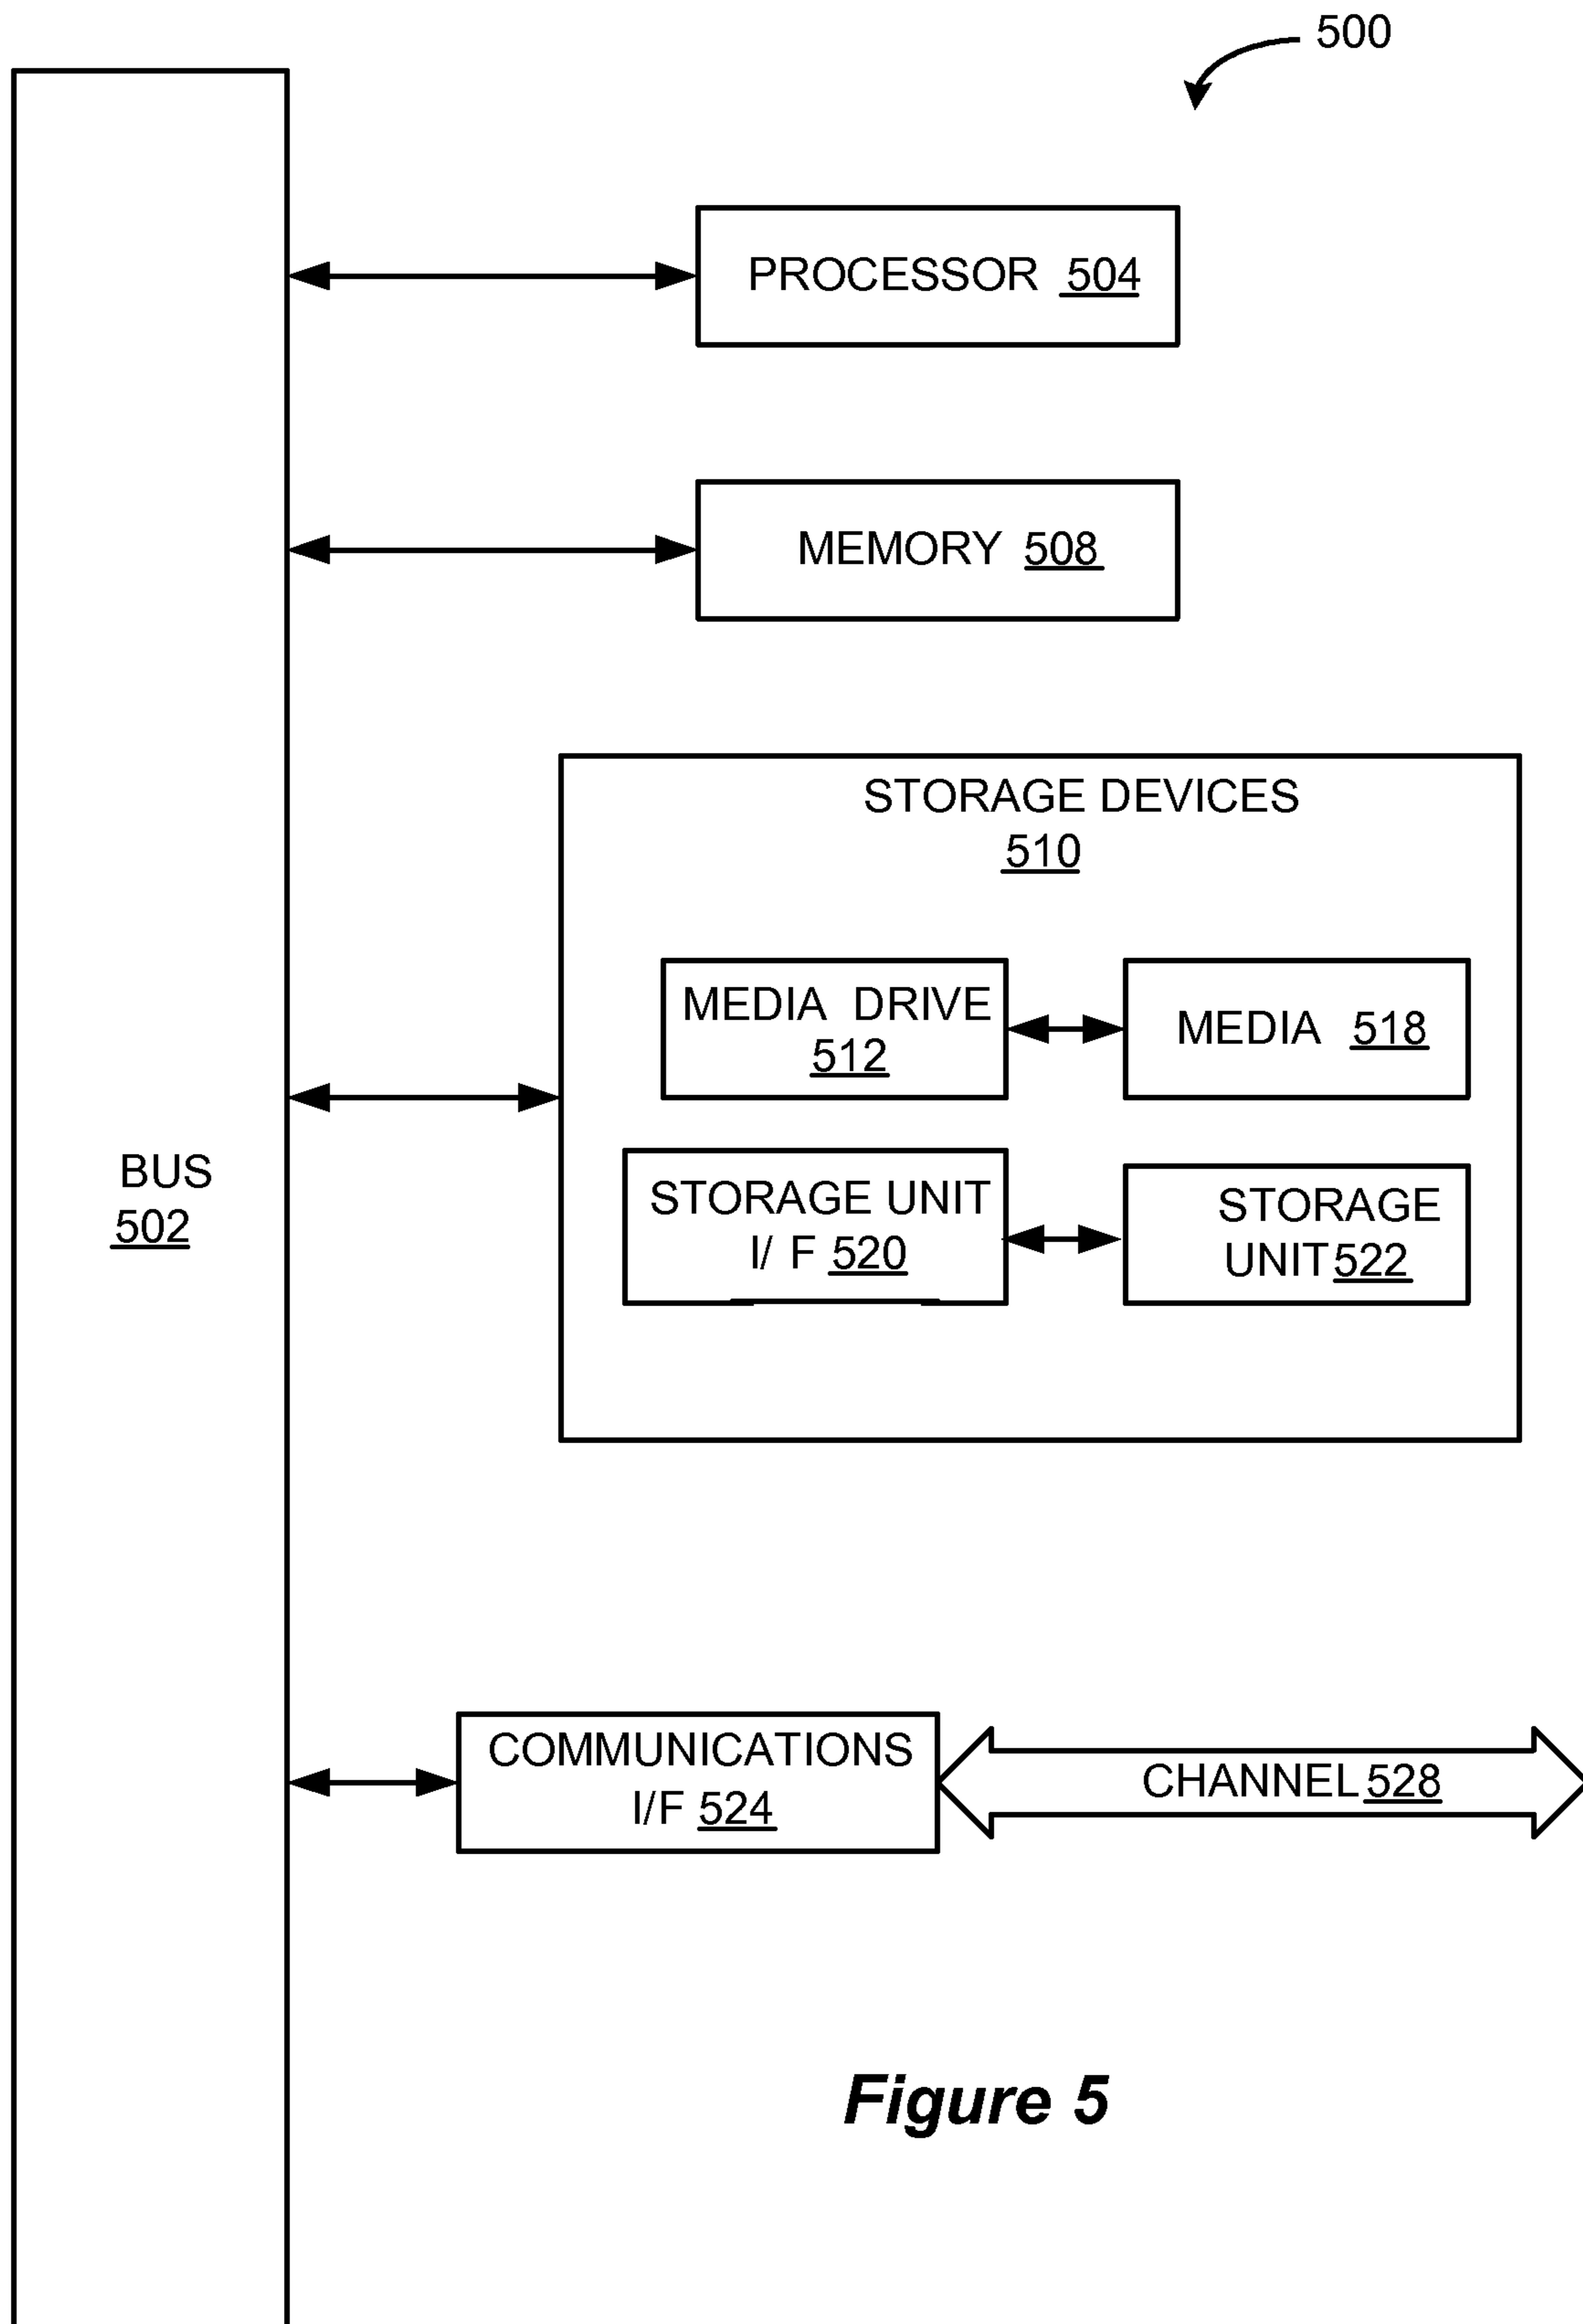 500
PROCESSOR 504
MEMORY 508
STORAGE DEVICES
510
MEDIA DRIVE
512
MEDIA 518
BUS
502
STORAGE UNIT
I/ F 520
STORAGE
UNIT 522
COMMUNICATIONS
I/F 524
CHANNEL 528
Figure 5